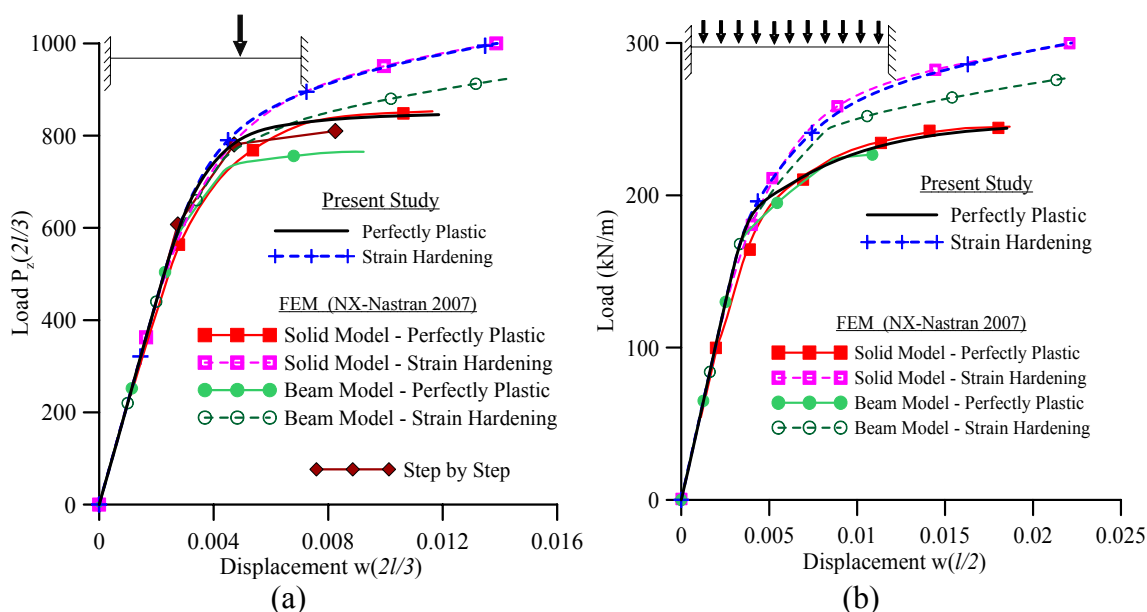 1000
800
600
400
200
0
Load P_z(2l/3)
0
0.004
0.008
0.012
0.016
Displacement w(2l/3)
Present Study
Perfectly Plastic
Strain Hardening
FEM (NX-Nastran 2007)
Solid Model - Perfectly Plastic
Solid Model - Strain Hardening
Beam Model - Perfectly Plastic
Beam Model - Strain Hardening
Step by Step
(a)
300
200
100
0
Load (kN/m)
0
0.005
0.01
0.015
0.02
0.025
Displacement w(l/2)
Present Study
Perfectly Plastic
Strain Hardening
FEM (NX-Nastran 2007)
Solid Model - Perfectly Plastic
Solid Model - Strain Hardening
Beam Model - Perfectly Plastic
Beam Model - Strain Hardening
(b)